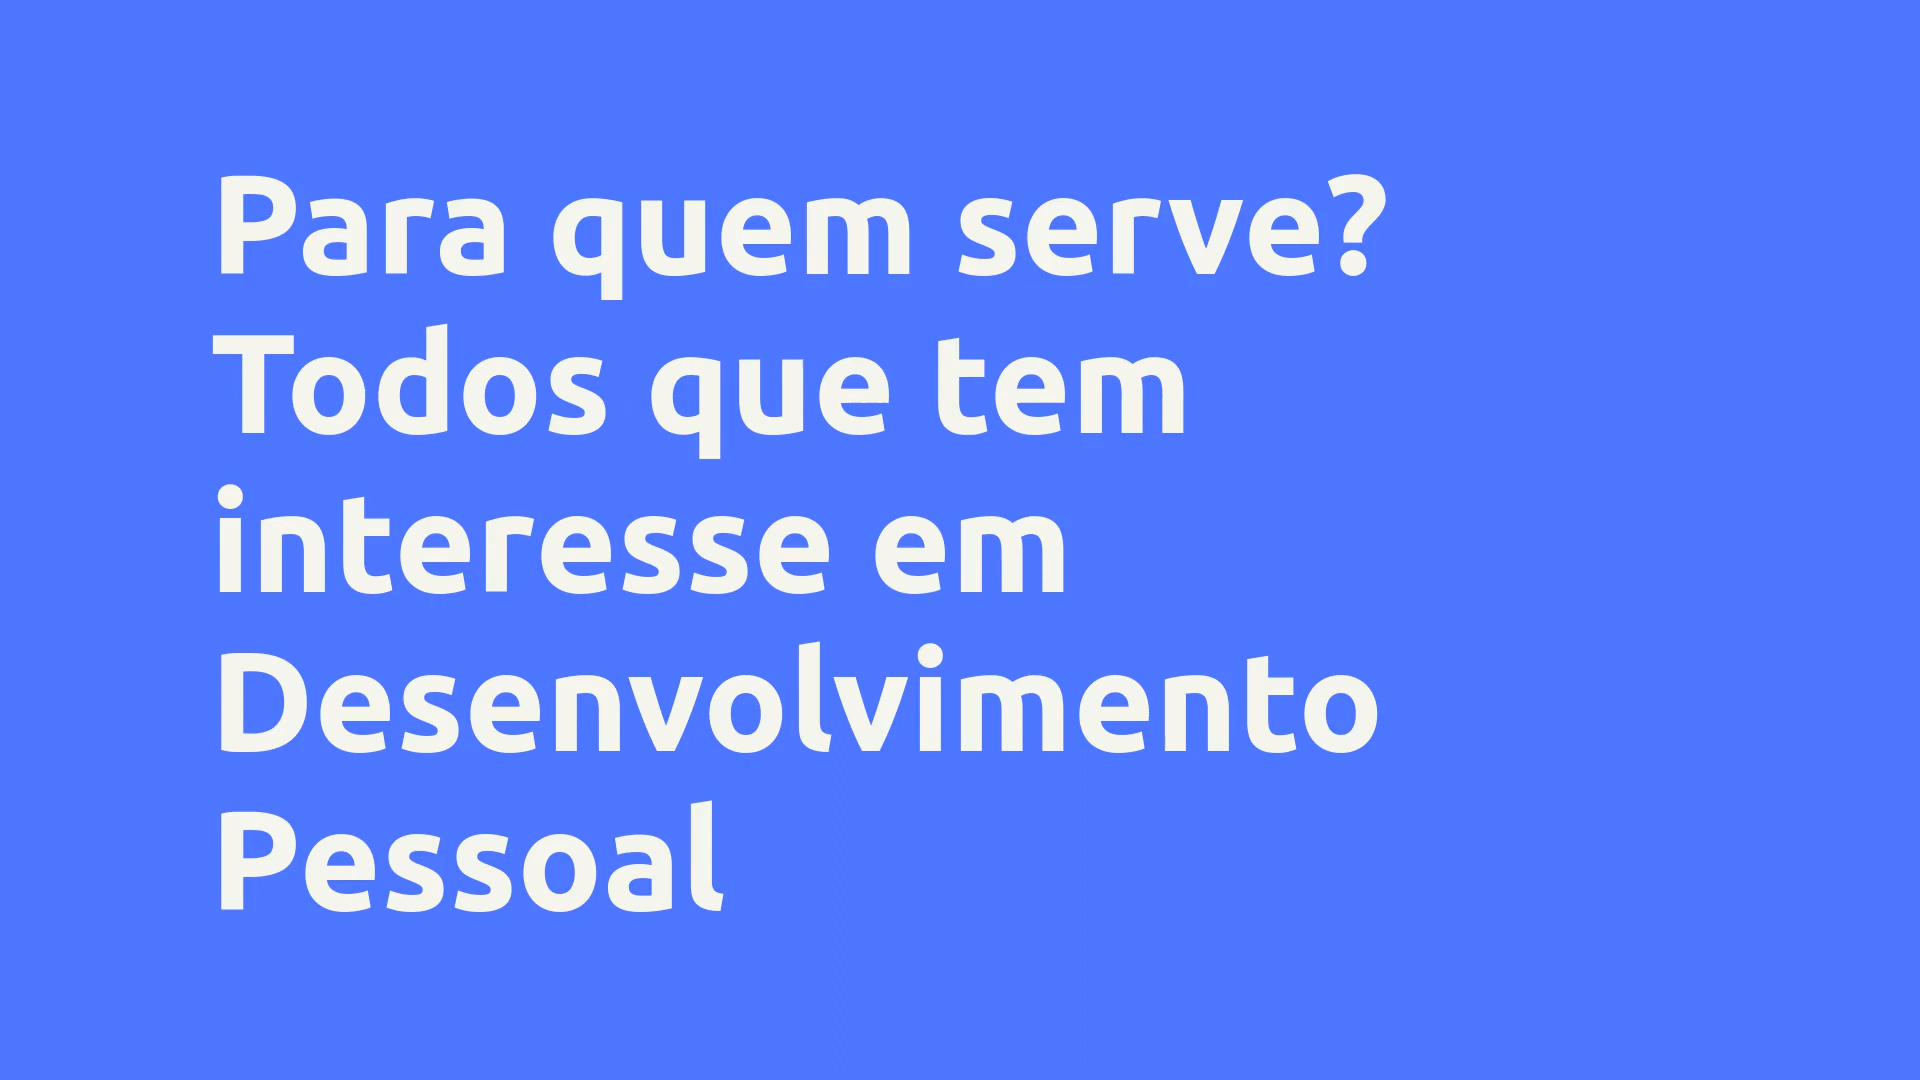 Para quem serve?
Todos que tem
interesse em
Desenvolvimento
Pessoal